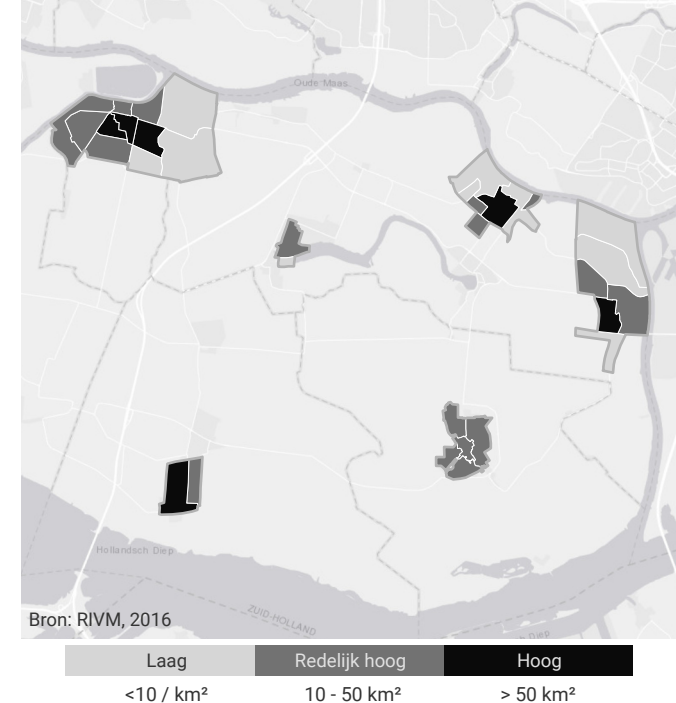 Oude Maas
Hollandsch Diep
ZUID-HOLLAND
Diep
Bron: RIVM, 2016
Laag
Redelijk hoog
Hoog
<10 / km²
10 - 50 km²
> 50 km²